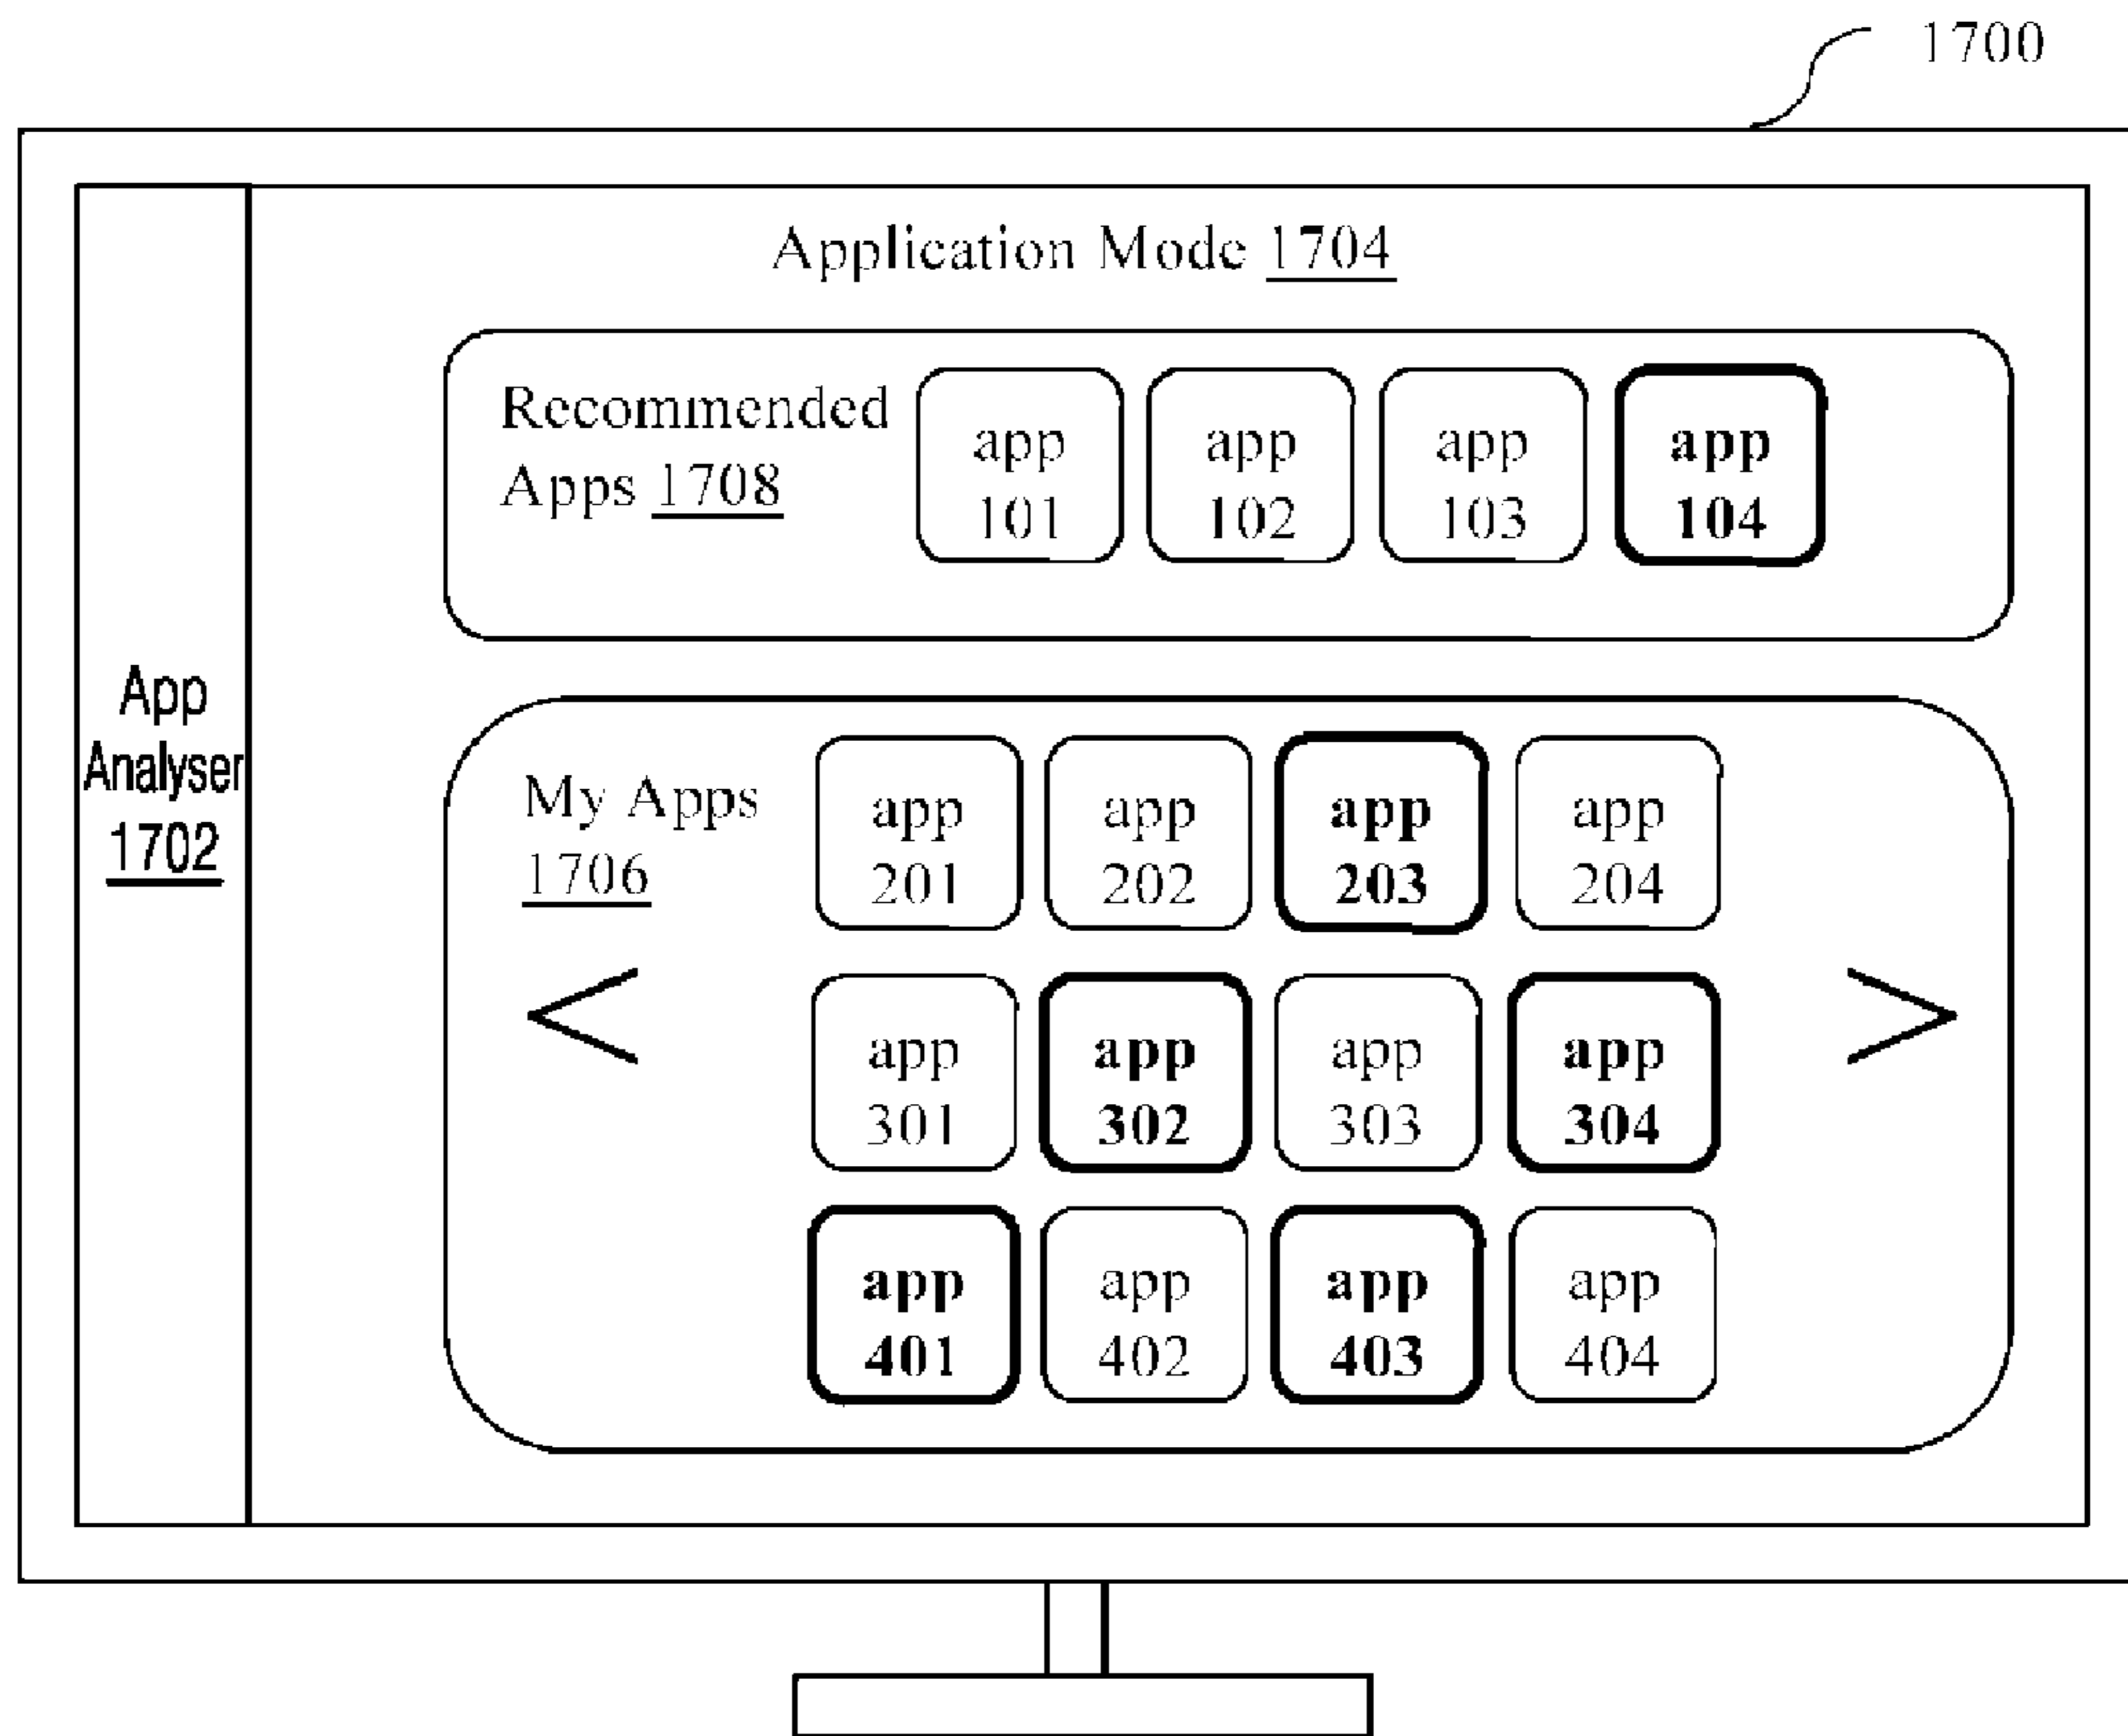 1700
Application Mode 1704
Recommended
Apps 1708
app
101
app
102
app
103
app
104
App
Analyser
1702
My Apps
1706
app
201
app
202
app
203
app
204
<
>
app
301
app
302
app
303
app
304
app
401
app
402
app
403
app
404